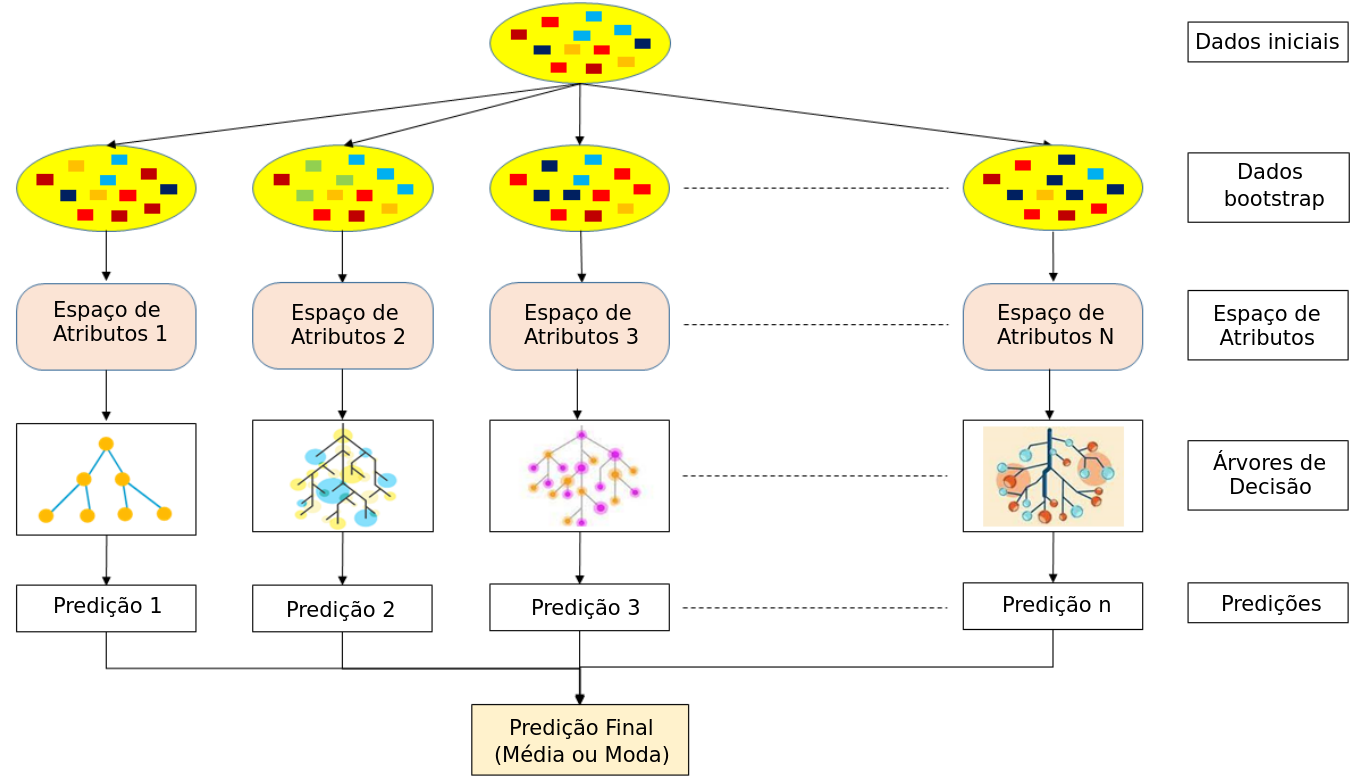 Dados iniciais
Dados
bootstrap
Espaço de
Atributos 1
Espaço de
Atributos 2
Espaço de
Atributos 3
Espaço de
Atributos N
Espaço de
Atributos
Árvores de
Decisão
Predição 1
Predição 2
Predição 3
Predição n
Predições
Predição Final
(Média ou Moda)